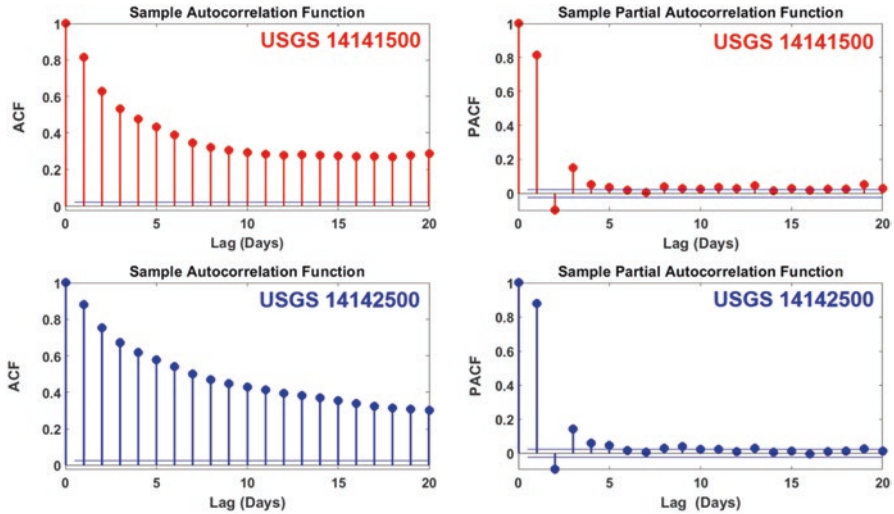 Sample Autocorrelation Function
USGS 14141500
ACF
1
0.8
0.6
0.4
0.2
0
0 5 10 15 20
Lag (Days)
Sample Partial Autocorrelation Function
USGS 14141500
PACF
1
0.8
0.6
0.4
0.2
0
0 5 10 15 20
Lag (Days)
Sample Autocorrelation Function
USGS 14142500
ACF
1
0.8
0.6
0.4
0.2
0
0 5 10 15 20
Lag (Days)
Sample Partial Autocorrelation Function
USGS 14142500
PACF
1
0.8
0.6
0.4
0.2
0
0 5 10 15 20
Lag (Days)